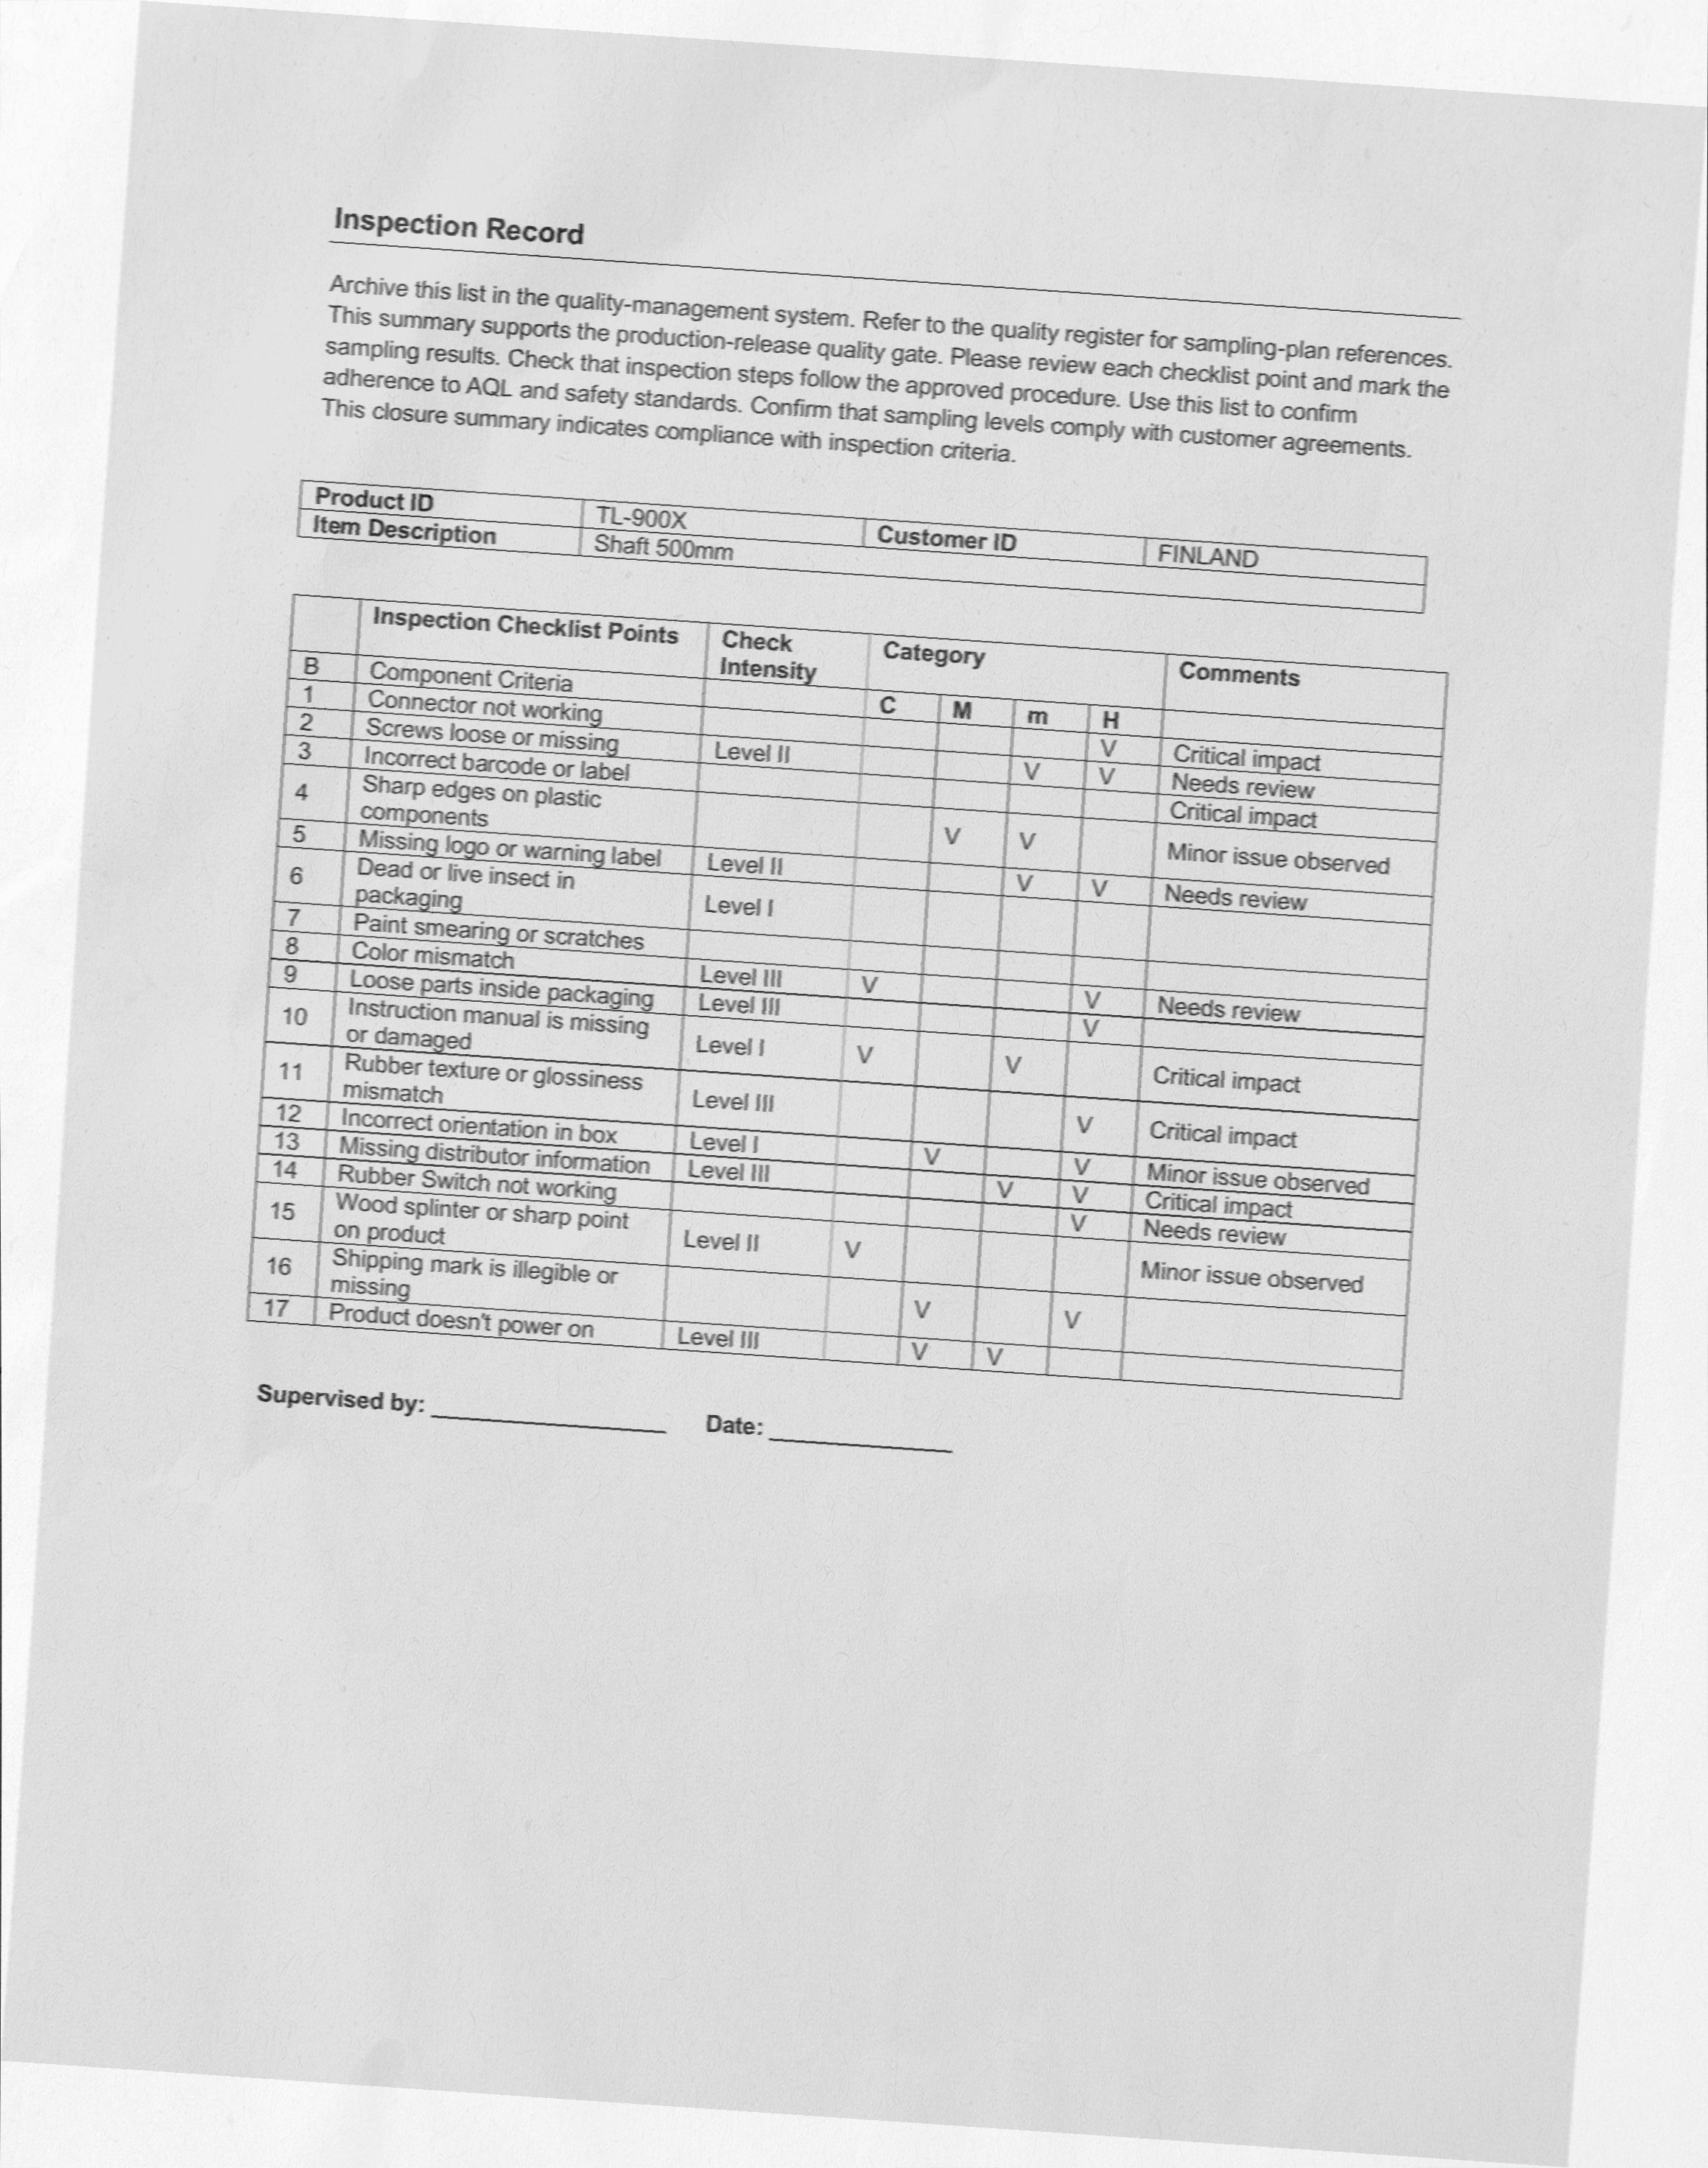 Inspection Record
Archive this list in the quality-management system. Refer to the quality register for sampling-plan references.
This summary supports the production-release quality gate. Please review each checklist point and mark the
sampling results. Check that inspection steps follow the approved procedure. Use this list to confirm
adherence to AQL and safety standards. Confirm that sampling levels comply with customer agreements.
This closure summary indicates compliance with inspection criteria.
Product ID TL-900X Customer ID FINLAND
Item Description Shaft 500mm
Inspection Checklist Points Check Intensity Category Comments
B Component Criteria C M m H
1 Connector not working V Critical impact
2 Screws loose or missing Level II V V Needs review
3 Incorrect barcode or label Critical impact
4 Sharp edges on plastic components V V Minor issue observed
5 Missing logo or warning label Level II V V Needs review
6 Dead or live insect in packaging Level I
7 Paint smearing or scratches
8 Color mismatch Level III V V Needs review
9 Loose parts inside packaging Level III V
10 Instruction manual is missing or damaged Level I V V Critical impact
11 Rubber texture or glossiness mismatch Level III V Critical impact
12 Incorrect orientation in box Level I V V Minor issue observed
13 Missing distributor information Level III V V Critical impact
14 Rubber Switch not working V Needs review
15 Wood splinter or sharp point on product Level II V Minor issue observed
16 Shipping mark is illegible or missing V V
17 Product doesn't power on Level III V V
Supervised by: Date: